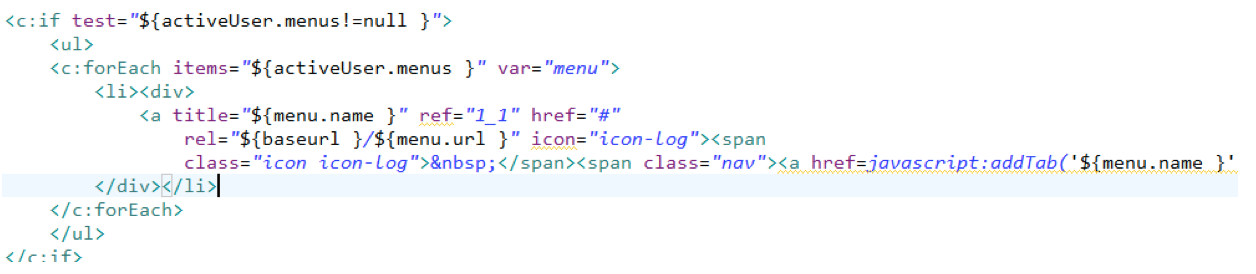 <c:if test="${activeUser.menus!=null }">
<ul>
<c:forEach items="${activeUser.menus }" var="menu">
<li><div>
<a title="${menu.name }" ref="1_1" href="#"
rel="${baseurl }/${menu.url }" icon="icon-log"><span
class="icon icon-log">&nbsp;</span><span class="nav"><a href=javascript:addTab('${menu.name }'
</div></li>
</c:forEach>
</ul>
</c:if>